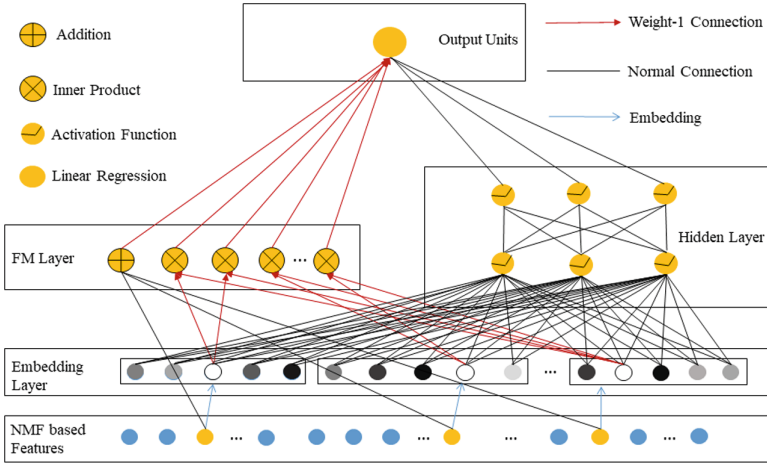 Addition
Inner Product
Activation Function
Linear Regression
Output Units
Weight-1 Connection
Normal Connection
Embedding
FM Layer
...
Hidden Layer
Embedding
Layer
...
NMF based
Features
... ... ... ...